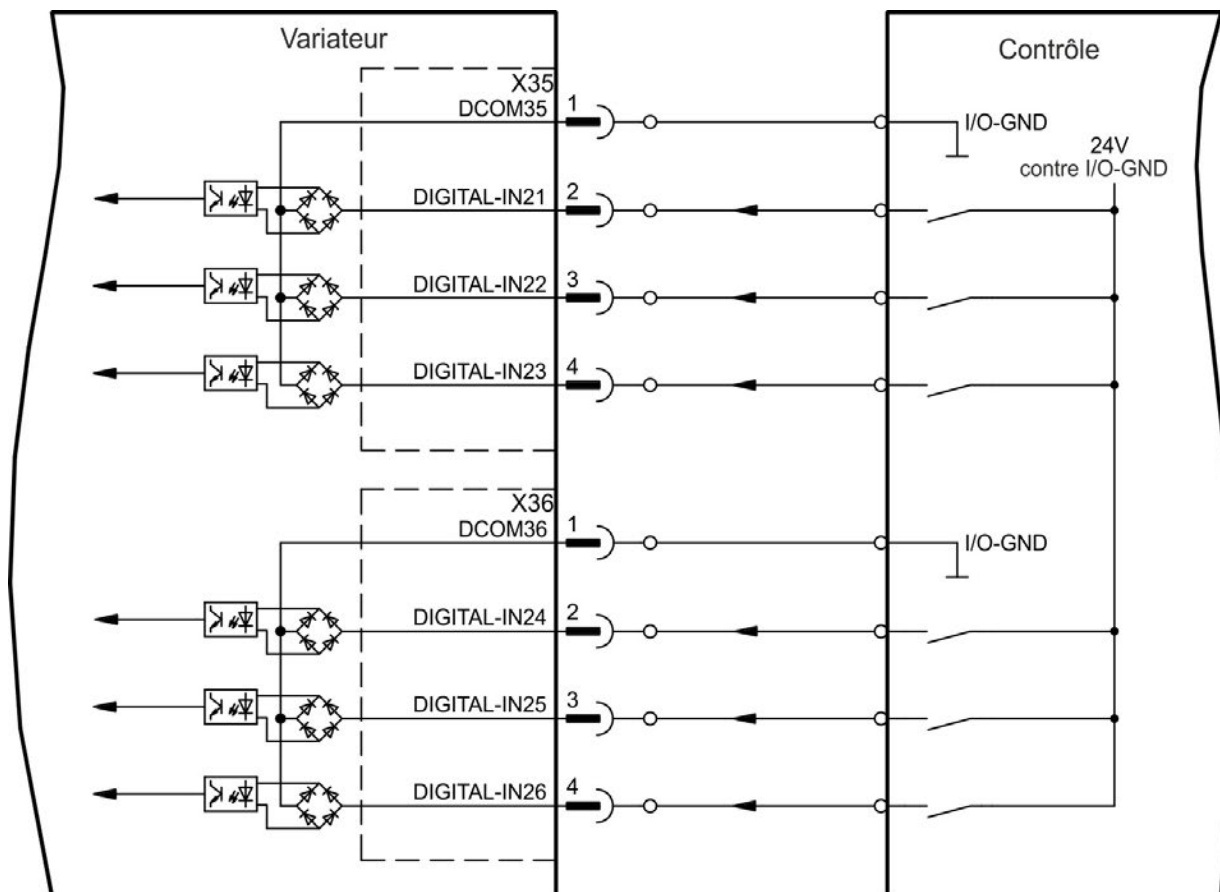 Variateur
Contrôle
X35
DCOM35
1
I/O-GND
24V
contre I/O-GND
DIGITAL-IN21
2
DIGITAL-IN22
3
DIGITAL-IN23
4
X36
DCOM36
1
I/O-GND
DIGITAL-IN24
2
DIGITAL-IN25
3
DIGITAL-IN26
4